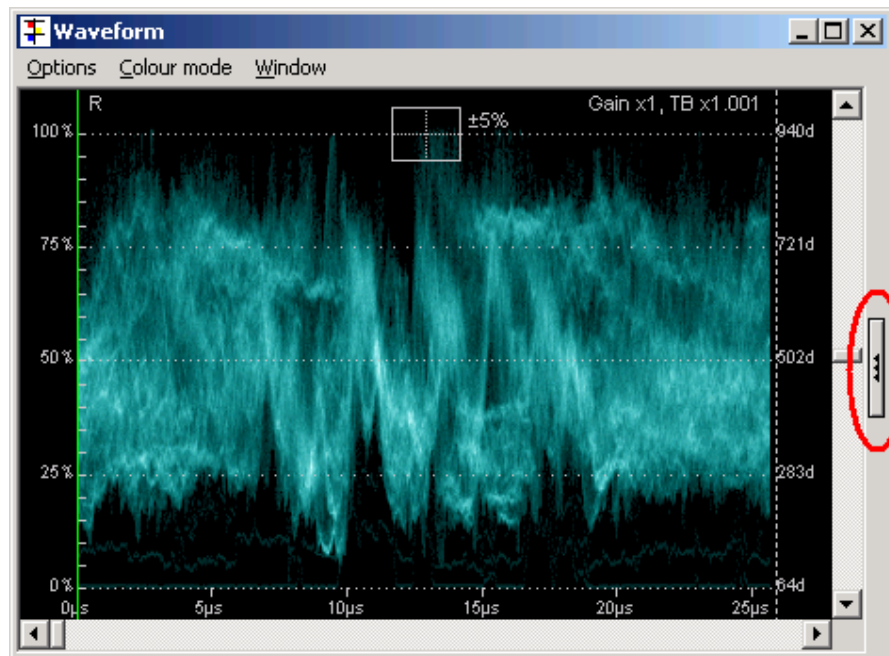 Waveform
Options Colour mode Window
R Gain x1, TB x1.001
±5%
100% 940d
75% 721d
50% 502d
25% 283d
0% 64d
0µs 5µs 10µs 15µs 20µs 25µs